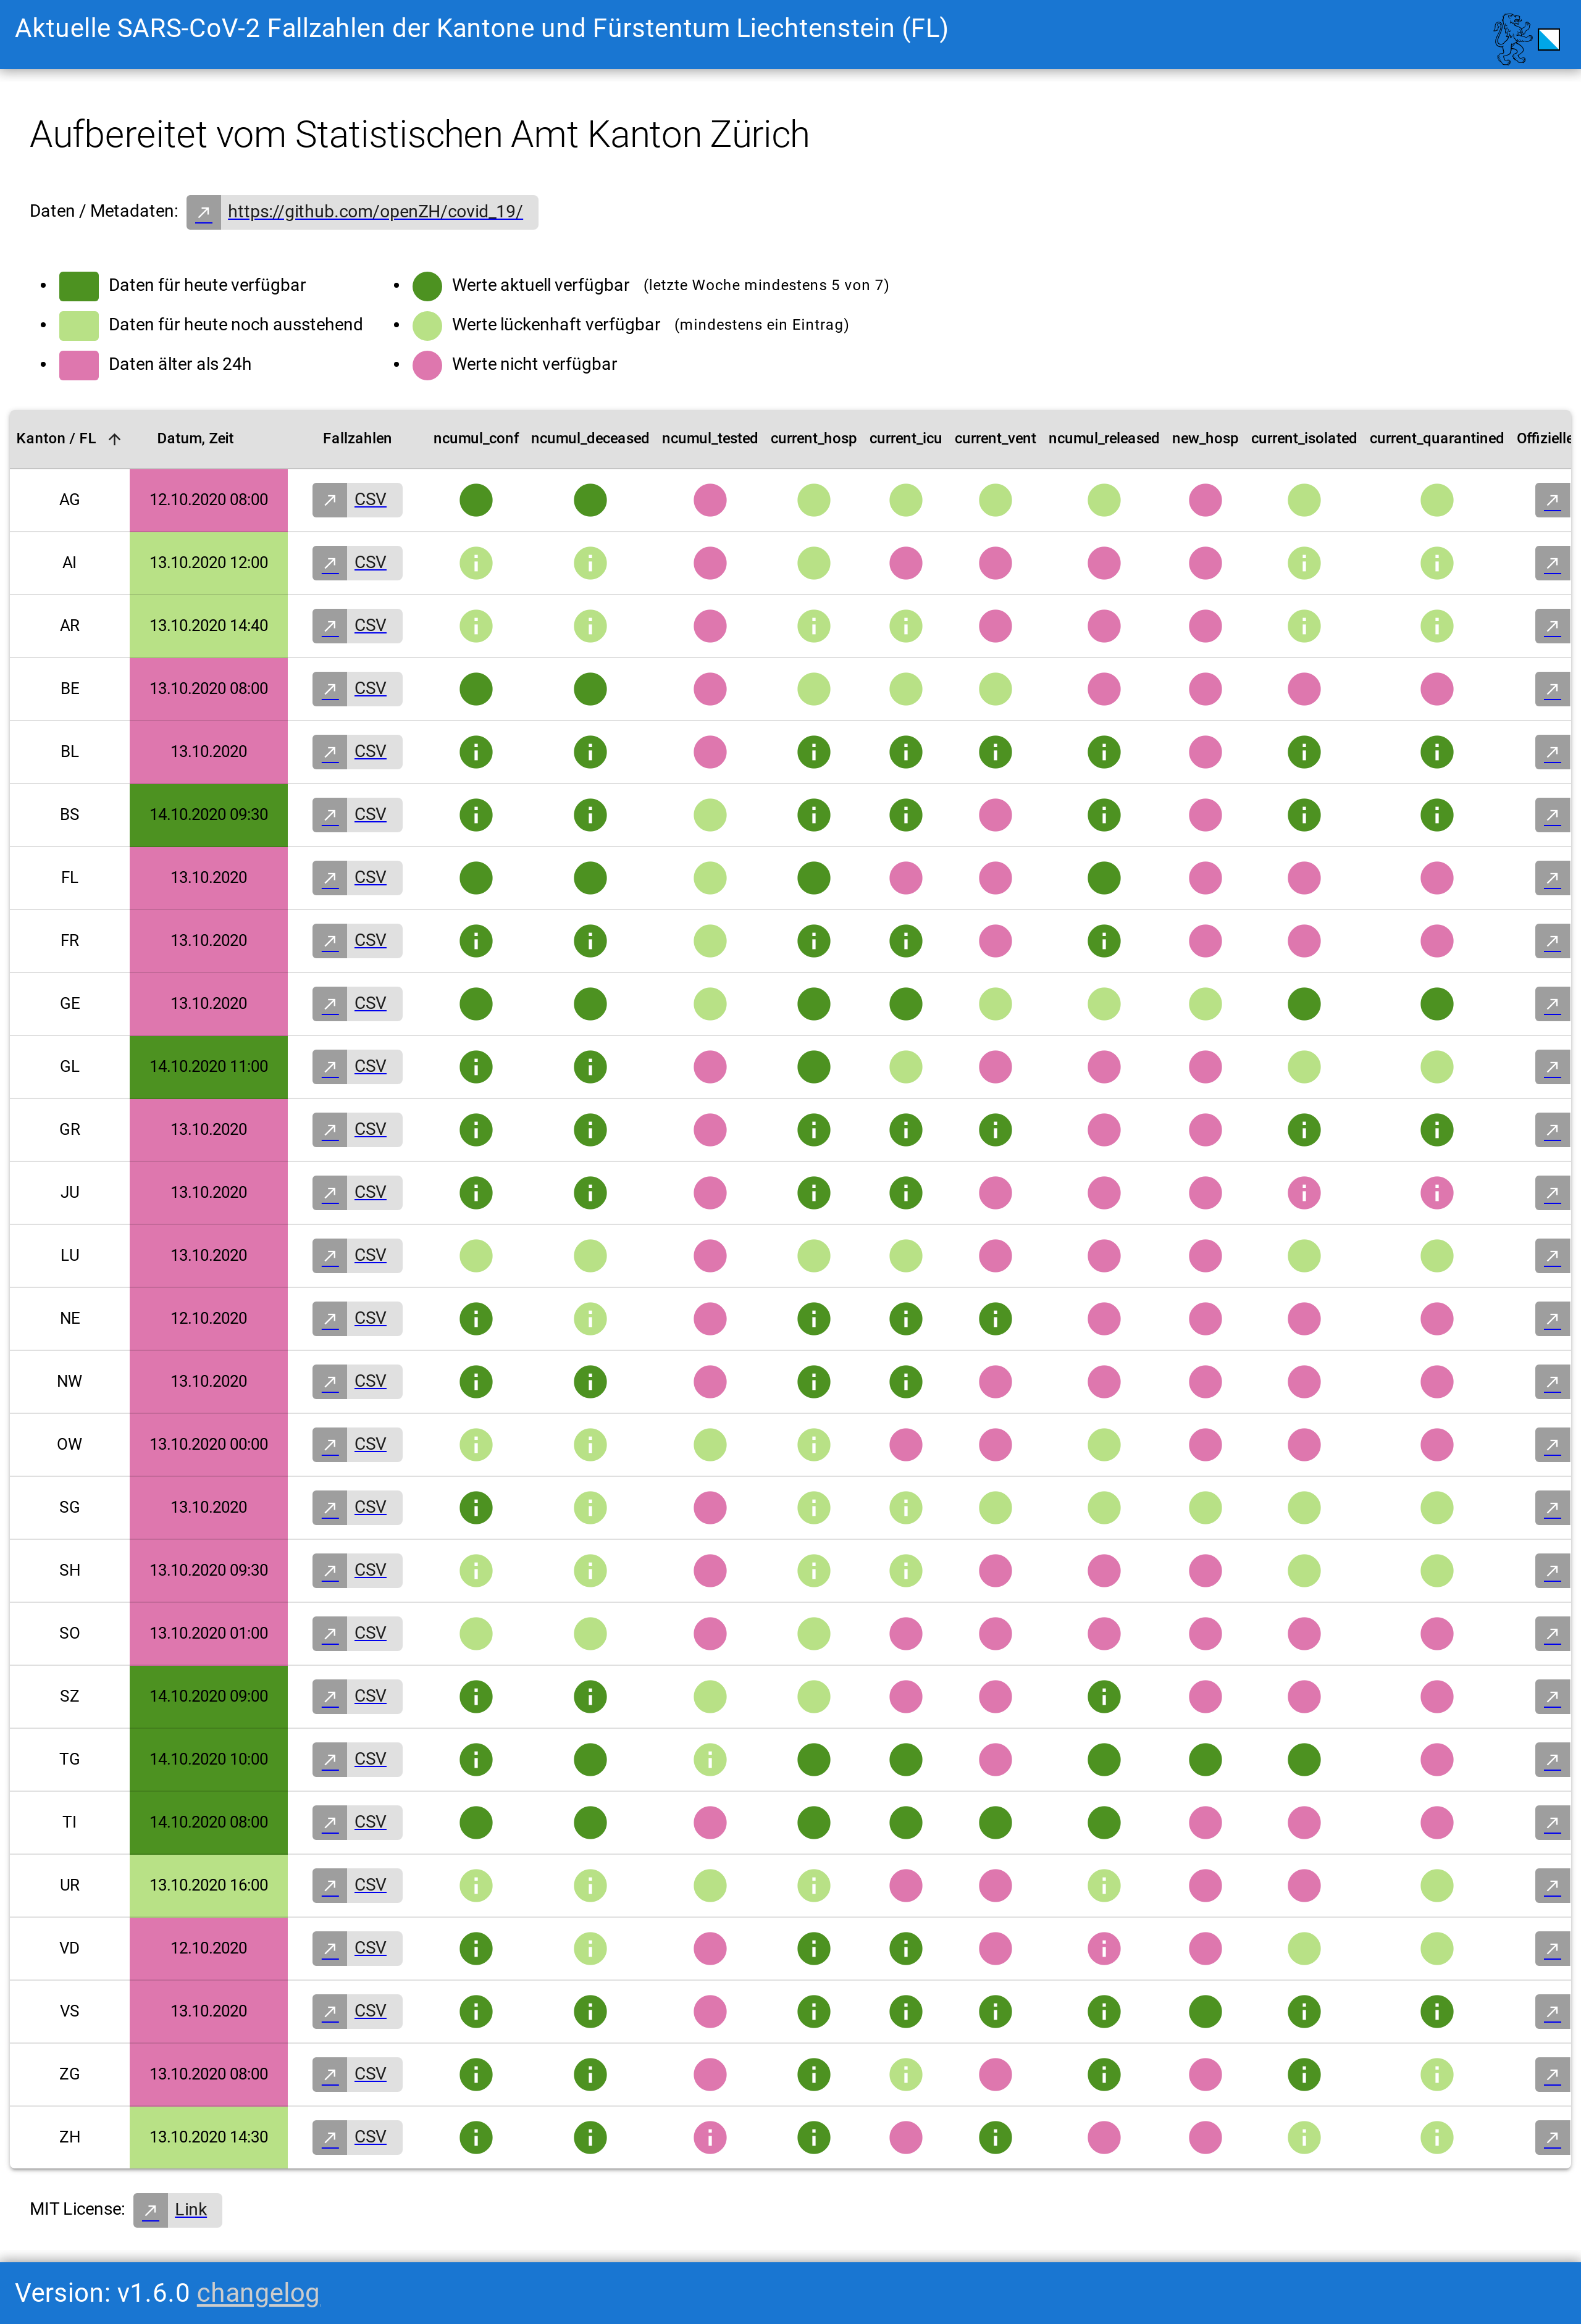 Aktuelle SARS-CoV-2 Fallzahlen der Kantone und Fürstentum Liechtenstein (FL)
Aufbereitet vom Statistischen Amt Kanton Zürich
Daten / Metadaten: https://github.com/openZH/covid_19/
Daten für heute verfügbar
Daten für heute noch ausstehend
Daten älter als 24h
Werte aktuell verfügbar (letzte Woche mindestens 5 von 7)
Werte lückenhaft verfügbar (mindestens ein Eintrag)
Werte nicht verfügbar
Kanton / FL Datum, Zeit Fallzahlen ncumul_conf ncumul_deceased ncumul_tested current_hosp current_icu current_vent ncumul_released new_hosp current_isolated current_quarantined Offizielle
AG 12.10.2020 08:00 CSV
AI 13.10.2020 12:00 CSV
AR 13.10.2020 14:40 CSV
BE 13.10.2020 08:00 CSV
BL 13.10.2020 CSV
BS 14.10.2020 09:30 CSV
FL 13.10.2020 CSV
FR 13.10.2020 CSV
GE 13.10.2020 CSV
GL 14.10.2020 11:00 CSV
GR 13.10.2020 CSV
JU 13.10.2020 CSV
LU 13.10.2020 CSV
NE 12.10.2020 CSV
NW 13.10.2020 CSV
OW 13.10.2020 00:00 CSV
SG 13.10.2020 CSV
SH 13.10.2020 09:30 CSV
SO 13.10.2020 01:00 CSV
SZ 14.10.2020 09:00 CSV
TG 14.10.2020 10:00 CSV
TI 14.10.2020 08:00 CSV
UR 13.10.2020 16:00 CSV
VD 12.10.2020 CSV
VS 13.10.2020 CSV
ZG 13.10.2020 08:00 CSV
ZH 13.10.2020 14:30 CSV
MIT License: Link
Version: v1.6.0 changelog